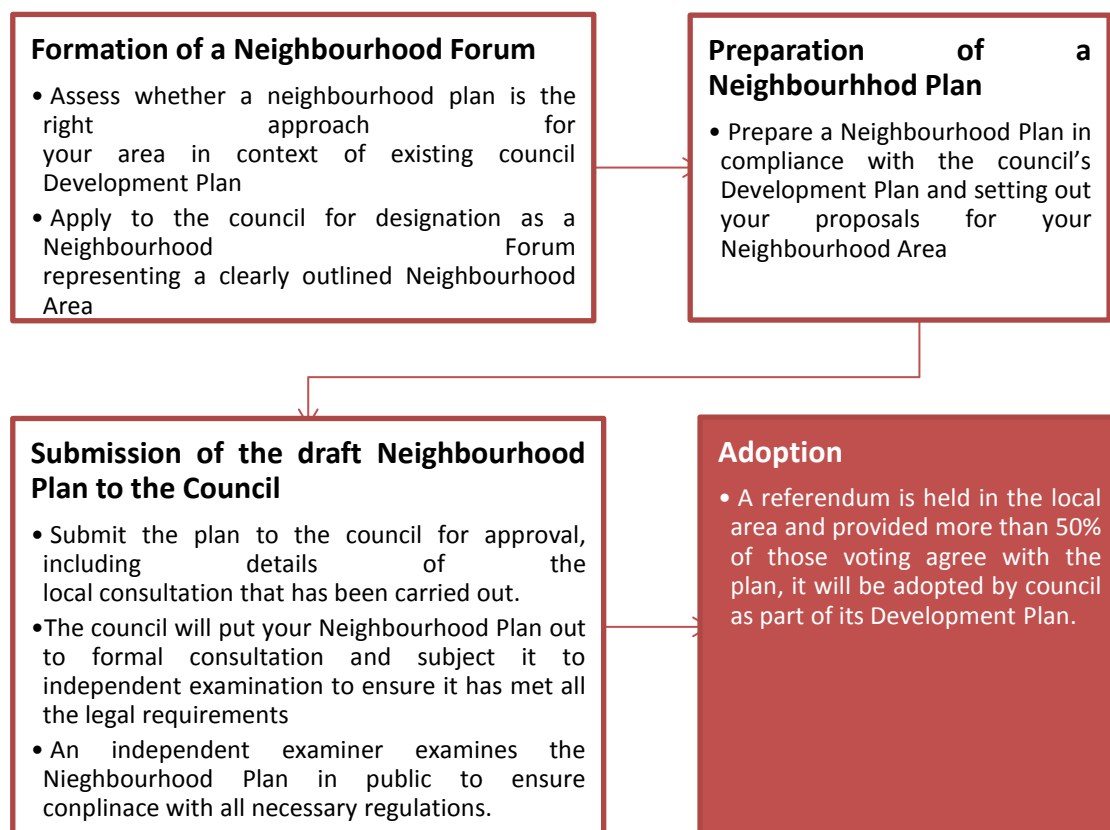 Formation of a Neighbourhood Forum
• Assess whether a neighbourhood plan is the
right approach for
your area in context of existing council
Development Plan
• Apply to the council for designation as a
Neighbourhood Forum
representing a clearly outlined Neighbourhood
Area
Preparation of a
Neighbourhhod Plan
• Prepare a Neighbourhood Plan in
compliance with the council’s
Development Plan and setting out
your proposals for your
Neighbourhood Area
Submission of the draft Neighbourhood
Plan to the Council
• Submit the plan to the council for approval,
including details of the
local consultation that has been carried out.
•The council will put your Neighbourhood Plan out
to formal consultation and subject it to
independent examination to ensure it has met all
the legal requirements
• An independent examiner examines the
Nieghbourhood Plan in public to ensure
conplinace with all necessary regulations.
Adoption
• A referendum is held in the local
area and provided more than 50%
of those voting agree with the
plan, it will be adopted by council
as part of its Development Plan.